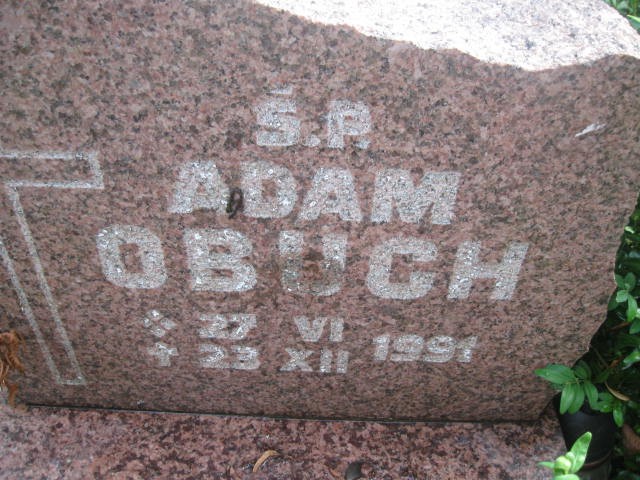 Ś.P.
ADAM
OBUCH
* 27 VI
✝ 23 XII 1991